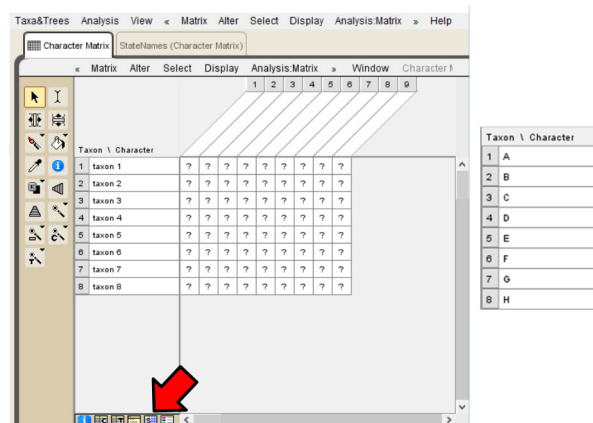 Taxa&Trees Analysis View « Matrix Alter Select Display Analysis:Matrix » Help
Character Matrix StateNames (Character Matrix)
« Matrix Alter Select Display Analysis:Matrix » Window Character
1 2 3 4 5 6 7 8 9
Taxon \ Character
1 taxon 1 ? ? ? ? ? ? ? ? ?
2 taxon 2 ? ? ? ? ? ? ? ? ?
3 taxon 3 ? ? ? ? ? ? ? ? ?
4 taxon 4 ? ? ? ? ? ? ? ? ?
5 taxon 5 ? ? ? ? ? ? ? ? ?
6 taxon 6 ? ? ? ? ? ? ? ? ?
7 taxon 7 ? ? ? ? ? ? ? ? ?
8 taxon 8 ? ? ? ? ? ? ? ? ?
Taxon \ Character
1 A
2 B
3 C
4 D
5 E
6 F
7 G
8 H